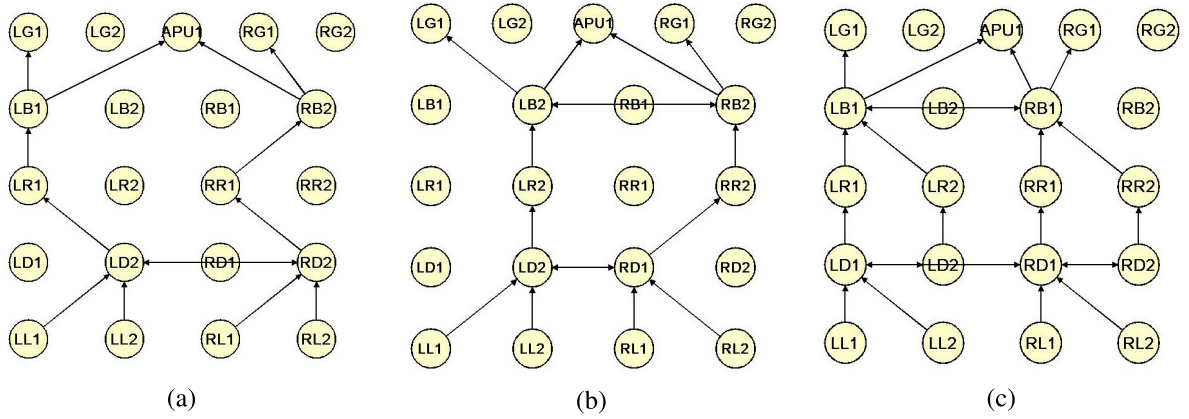 LG1 LG2 APU1 RG1 RG2
LB1 LB2 RB1 RB2
LR1 LR2 RR1 RR2
LD1 LD2 RD1 RD2
LL1 LL2 RL1 RL2
(a)
LG1 LG2 APU1 RG1 RG2
LB1 LB2 RB1 RB2
LR1 LR2 RR1 RR2
LD1 LD2 RD1 RD2
LL1 LL2 RL1 RL2
(b)
LG1 LG2 APU1 RG1 RG2
LB1 LB2 RB1 RB2
LR1 LR2 RR1 RR2
LD1 LD2 RD1 RD2
LL1 LL2 RL1 RL2
(c)